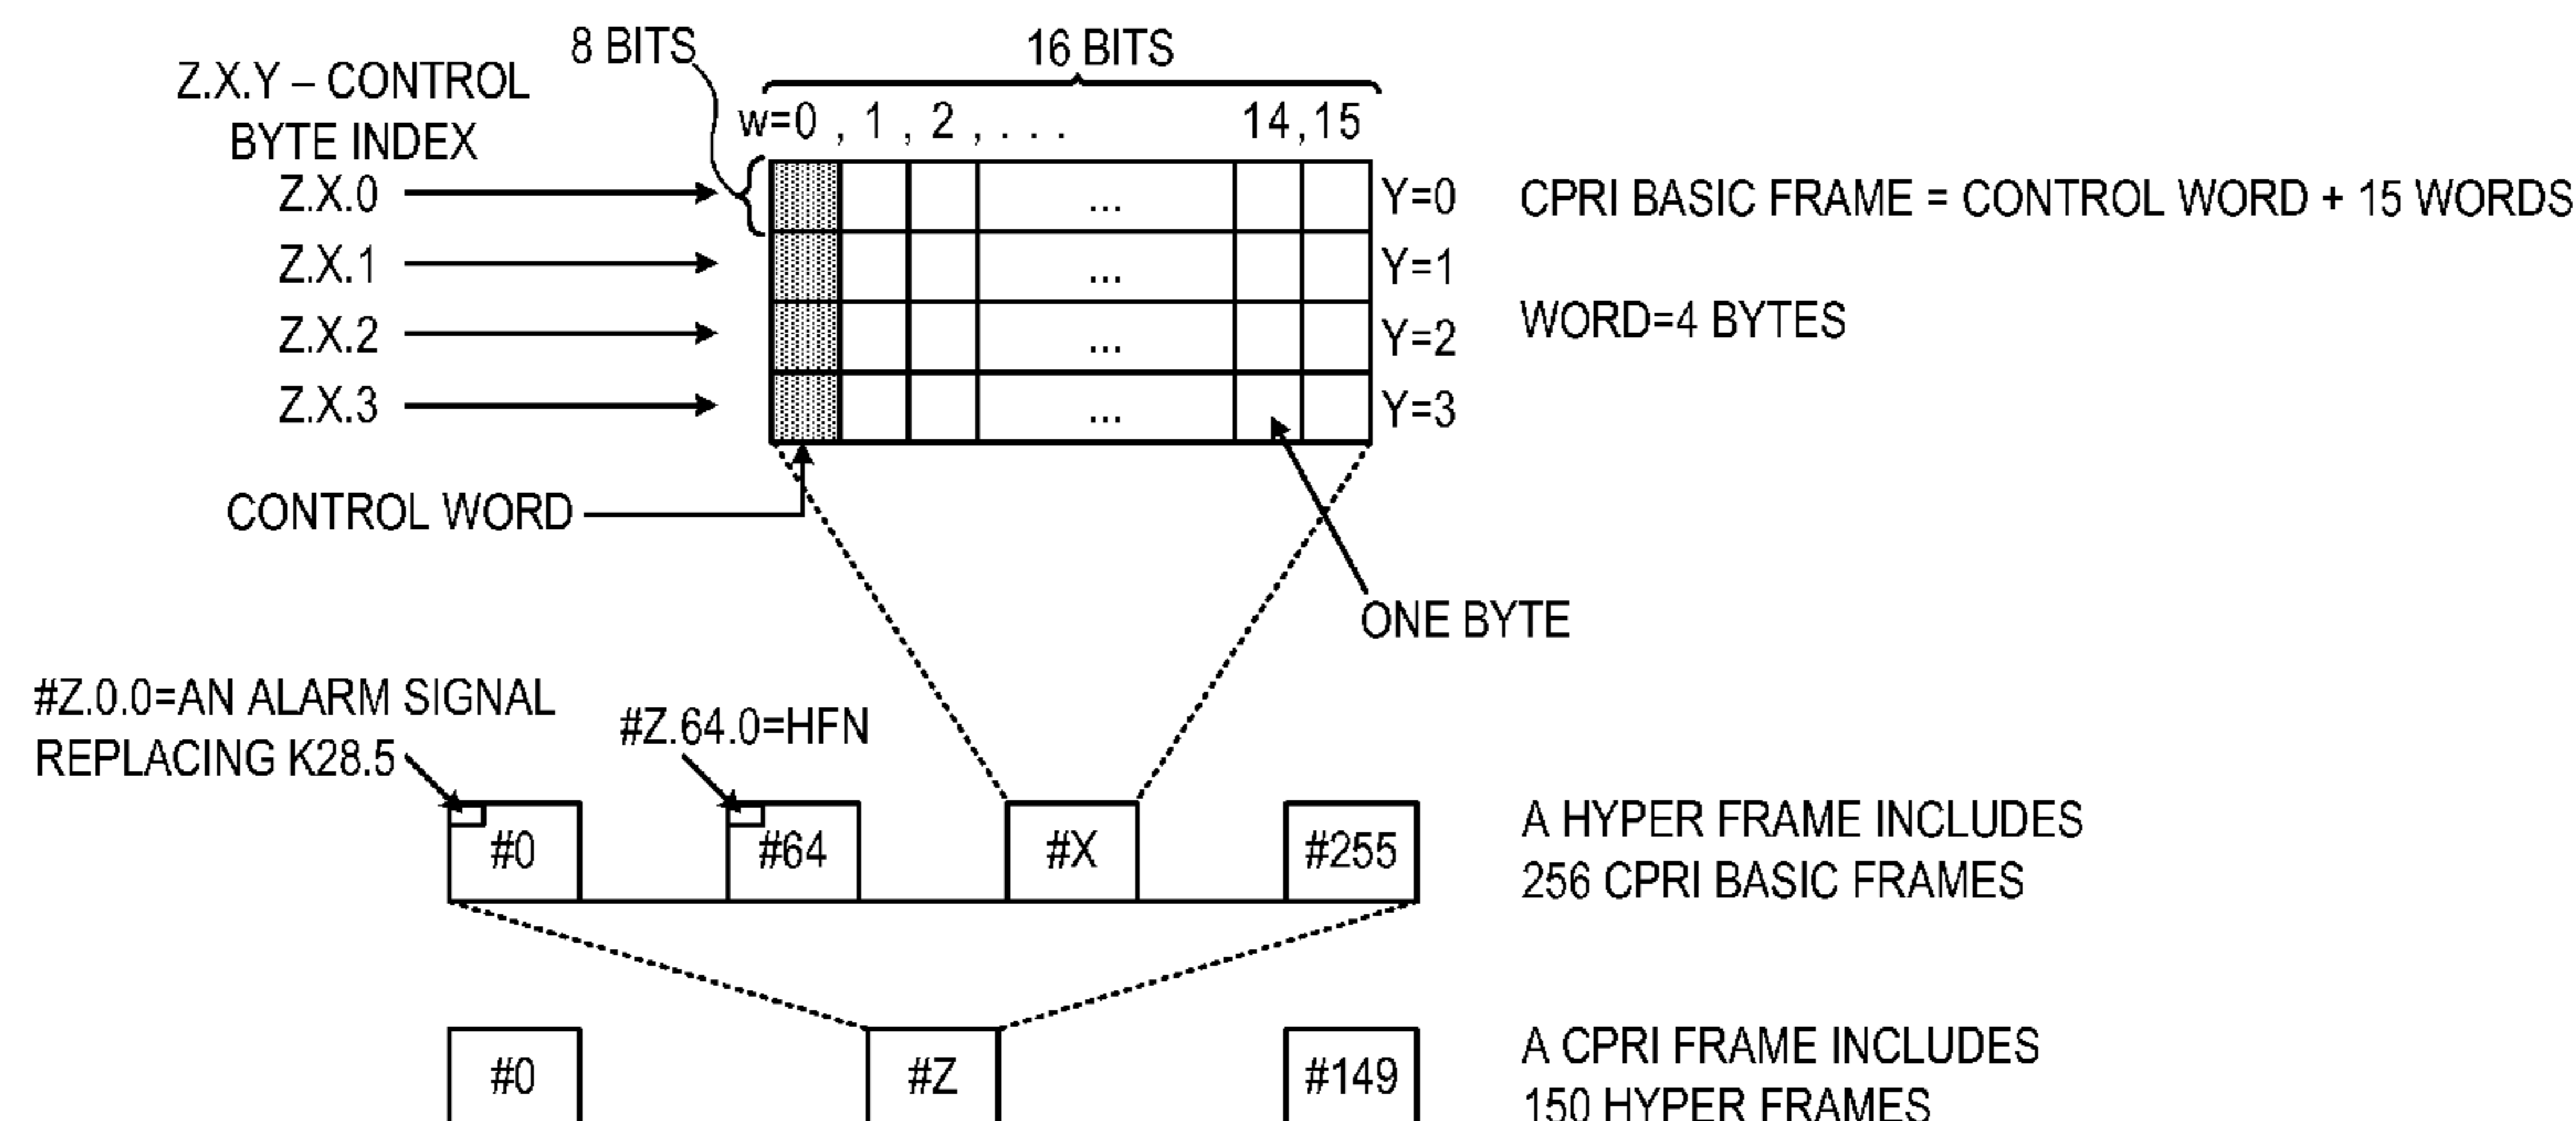 8 BITS
16 BITS
Z.X.Y – CONTROL
BYTE INDEX
w=0 , 1 , 2 , . . . 14,15
Z.X.0
... Y=0
CPRI BASIC FRAME = CONTROL WORD + 15 WORDS
Z.X.1
... Y=1
Z.X.2
... Y=2
WORD=4 BYTES
Z.X.3
... Y=3
CONTROL WORD
ONE BYTE
#Z.0.0=AN ALARM SIGNAL
REPLACING K28.5
#Z.64.0=HFN
#0 #64 #X #255
A HYPER FRAME INCLUDES
256 CPRI BASIC FRAMES
#0 #Z #149
A CPRI FRAME INCLUDES
150 HYPER FRAMES